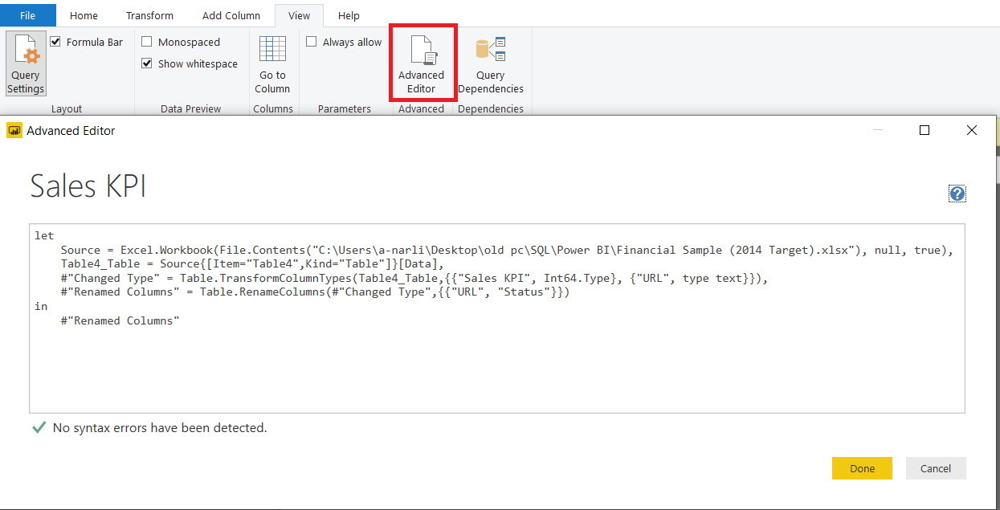 File Home Transform Add Column View Help
Query Settings
Formula Bar
Layout
Monospaced
Show whitespace
Data Preview
Go to Column
Columns
Always allow
Parameters
Advanced Editor
Advanced
Query Dependencies
Dependencies
Advanced Editor
Sales KPI
?
let
    Source = Excel.Workbook(File.Contents("C:\Users\a-narli\Desktop\old pc\SQL\Power BI\Financial Sample (2014 Target).xlsx"), null, true),
    Table4_Table = Source{[Item="Table4",Kind="Table"]}[Data],
    #"Changed Type" = Table.TransformColumnTypes(Table4_Table,{{"Sales KPI", Int64.Type}, {"URL", type text}}),
    #"Renamed Columns" = Table.RenameColumns(#"Changed Type",{{"URL", "Status"}})
in
    #"Renamed Columns"
No syntax errors have been detected.
Done Cancel